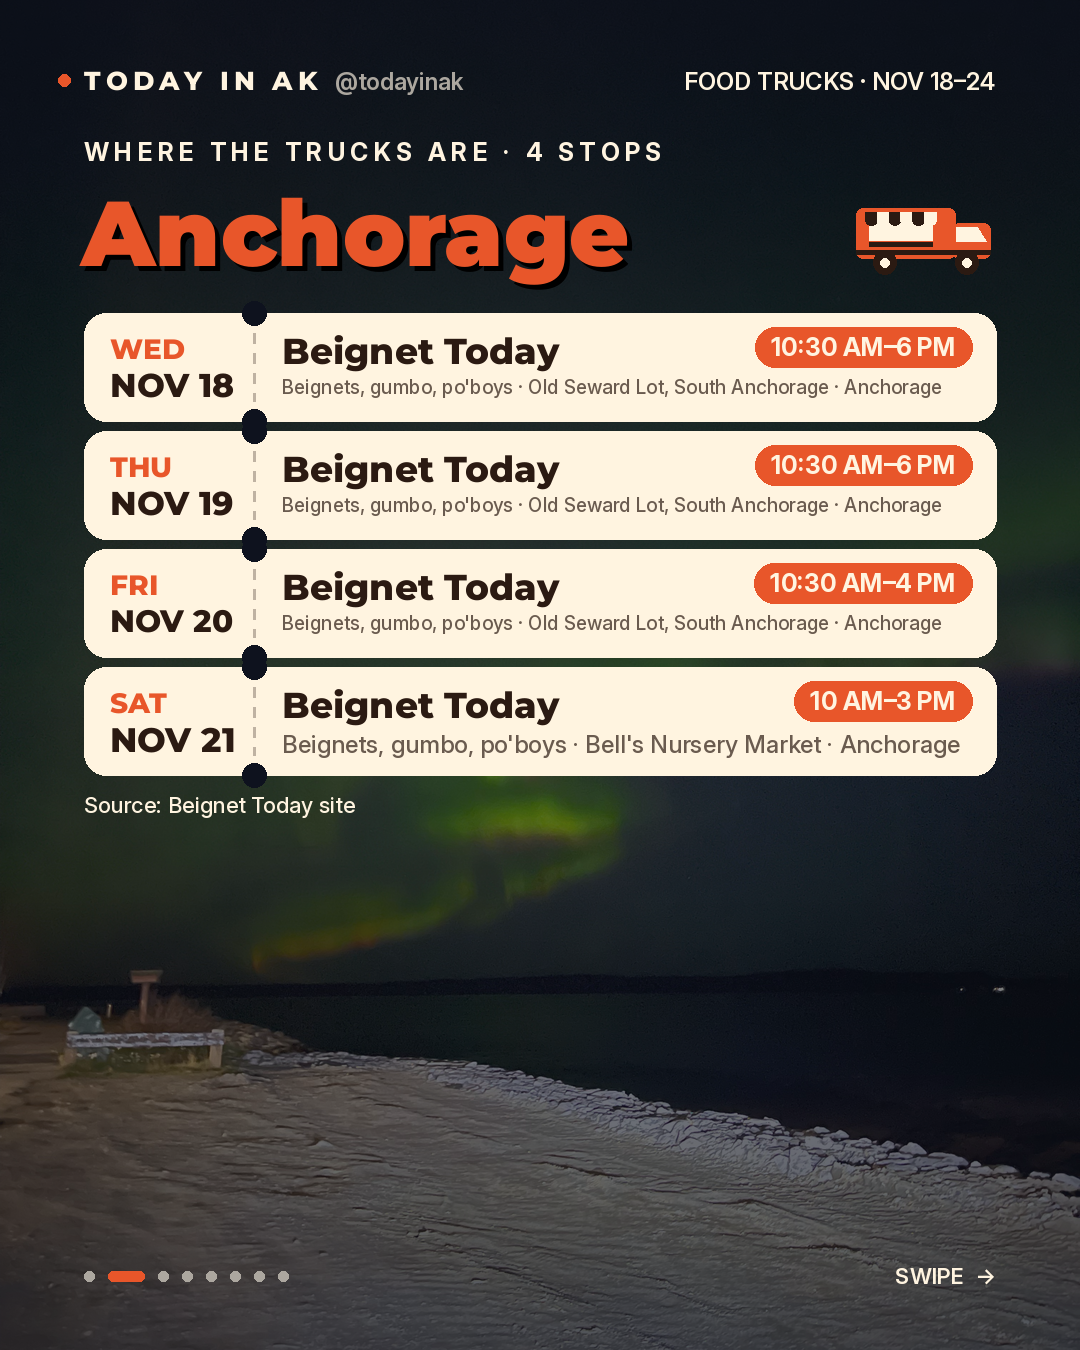 TODAY IN AK @todayinak
FOOD TRUCKS · NOV 18–24
WHERE THE TRUCKS ARE · 4 STOPS
Anchorage
WED
NOV 18
Beignet Today
10:30 AM–6 PM
Beignets, gumbo, po'boys · Old Seward Lot, South Anchorage · Anchorage
THU
NOV 19
Beignet Today
10:30 AM–6 PM
Beignets, gumbo, po'boys · Old Seward Lot, South Anchorage · Anchorage
FRI
NOV 20
Beignet Today
10:30 AM–4 PM
Beignets, gumbo, po'boys · Old Seward Lot, South Anchorage · Anchorage
SAT
NOV 21
Beignet Today
10 AM–3 PM
Beignets, gumbo, po'boys · Bell's Nursery Market · Anchorage
Source: Beignet Today site
SWIPE →